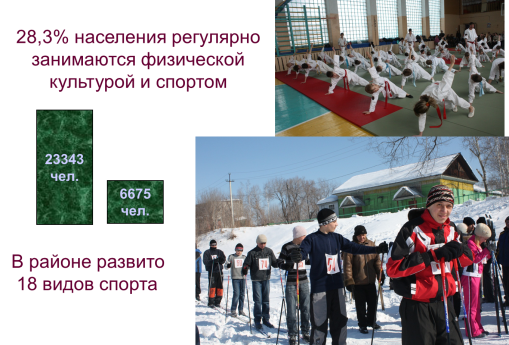 28,3% населения регулярно
занимаются физической
культурой и спортом
23343
чел.
6675
чел.
В районе развито
18 видов спорта